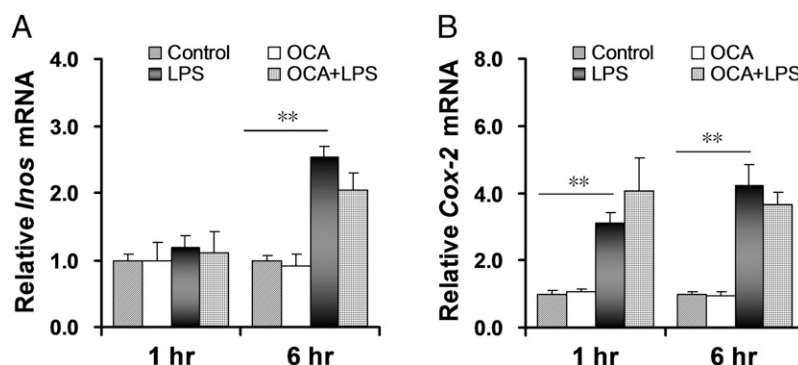 A
Relative Inos mRNA
4.0
3.0
2.0
1.0
0.0
Control OCA
LPS OCA+LPS
**
1 hr 6 hr
B
Relative Cox-2 mRNA
8.0
6.0
4.0
2.0
0.0
Control OCA
LPS OCA+LPS
** **
1 hr 6 hr